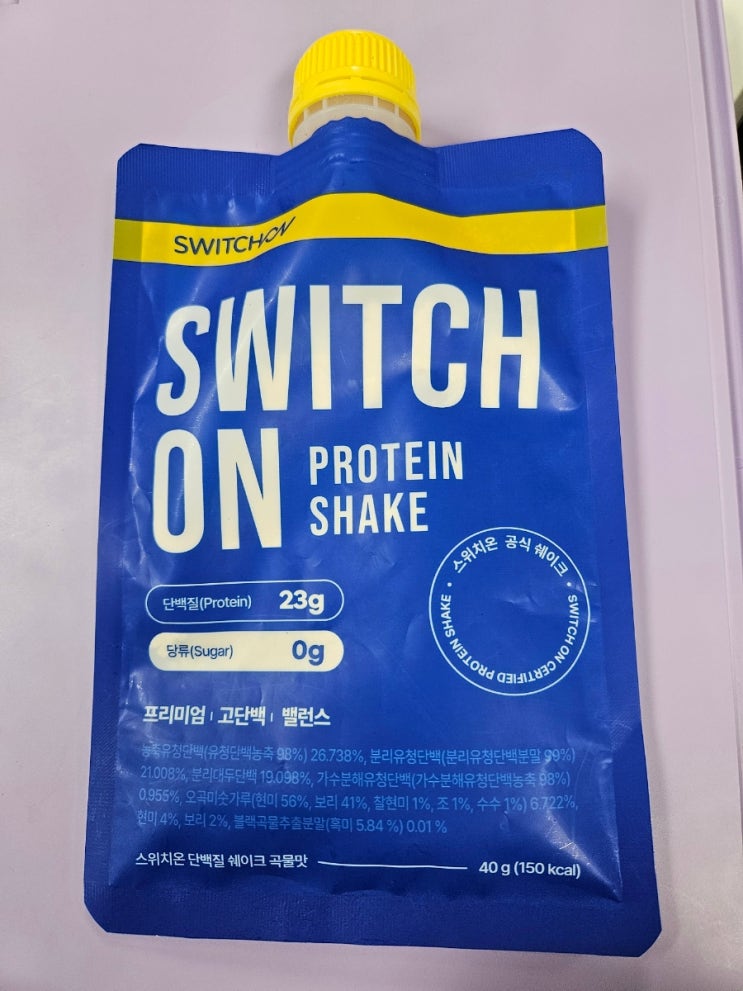 SWITCHON
SWITCH
ON
PROTEIN
SHAKE
스위치온 공식 쉐이크
SWITCH ON CERTIFIED PROTEIN SHAKE
단백질(Protein) 23g
당류(Sugar) 0g
프리미엄 | 고단백 | 밸런스
농축유청단백(유청단백농축 98%) 26.738%, 분리유청단백(분리유청단백분말 99%)
21.008%, 분리대두단백 19.098%, 가수분해유청단백(가수분해유청단백농축 98%)
0.955%, 오곡미숫가루(현미 56%, 보리 41%, 찰현미 1%, 조 1%, 수수 1%) 6.722%,
현미 4%, 보리 2%, 블랙곡물추출분말(흑미 5.84 %) 0.01 %
스위치온 단백질 쉐이크 곡물맛 40 g (150 kcal)